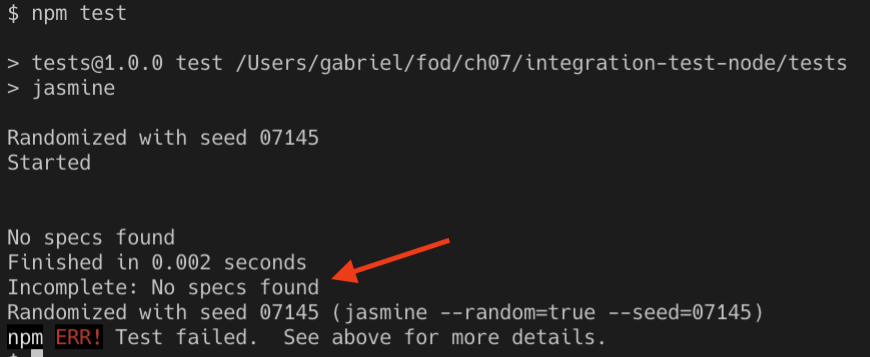 $ npm test
> tests@1.0.0 test /Users/gabriel/fod/ch07/integration-test-node/tests
> jasmine
Randomized with seed 07145
Started
No specs found
Finished in 0.002 seconds
Incomplete: No specs found
Randomized with seed 07145 (jasmine --random=true --seed=07145)
npm ERR! Test failed.  See above for more details.
$